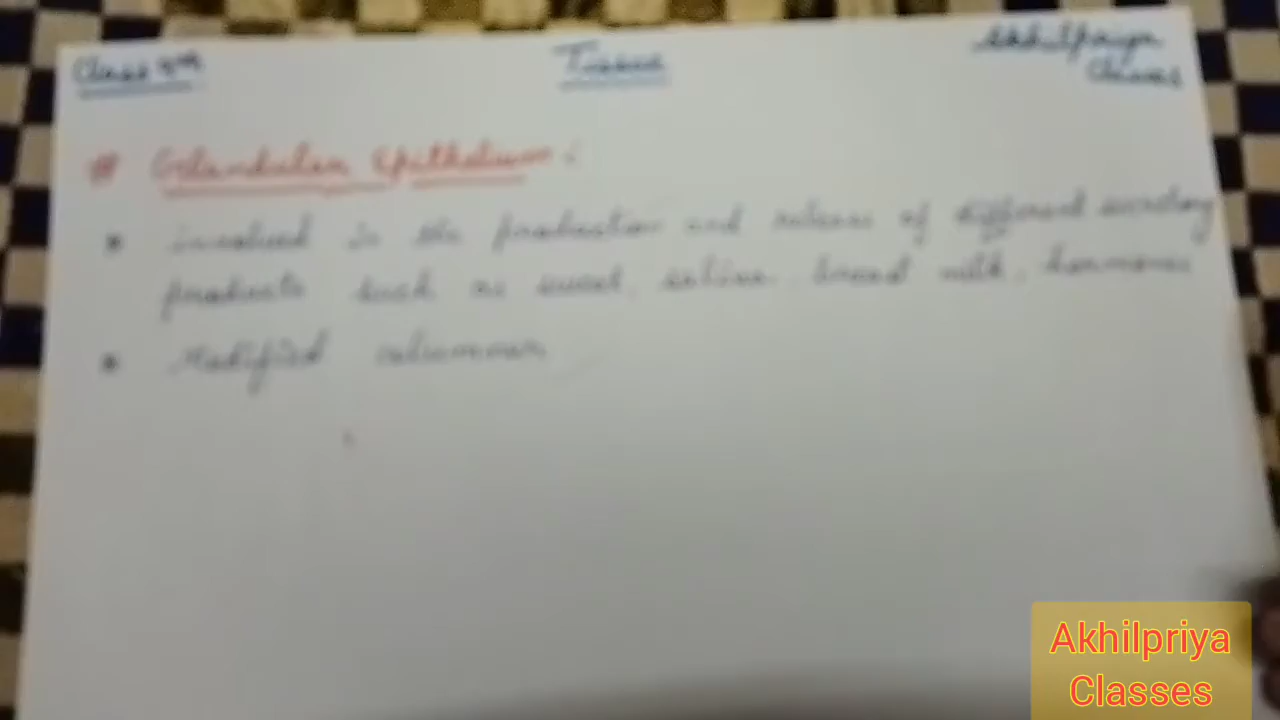 Class 9th
Tissue
Akhilpriya
Classes
# Glandular Epithelium :
involved in the production and release of different secretory
products such as sweat, saliva, breast milk, hormones
modified columnar
Akhilpriya
Classes